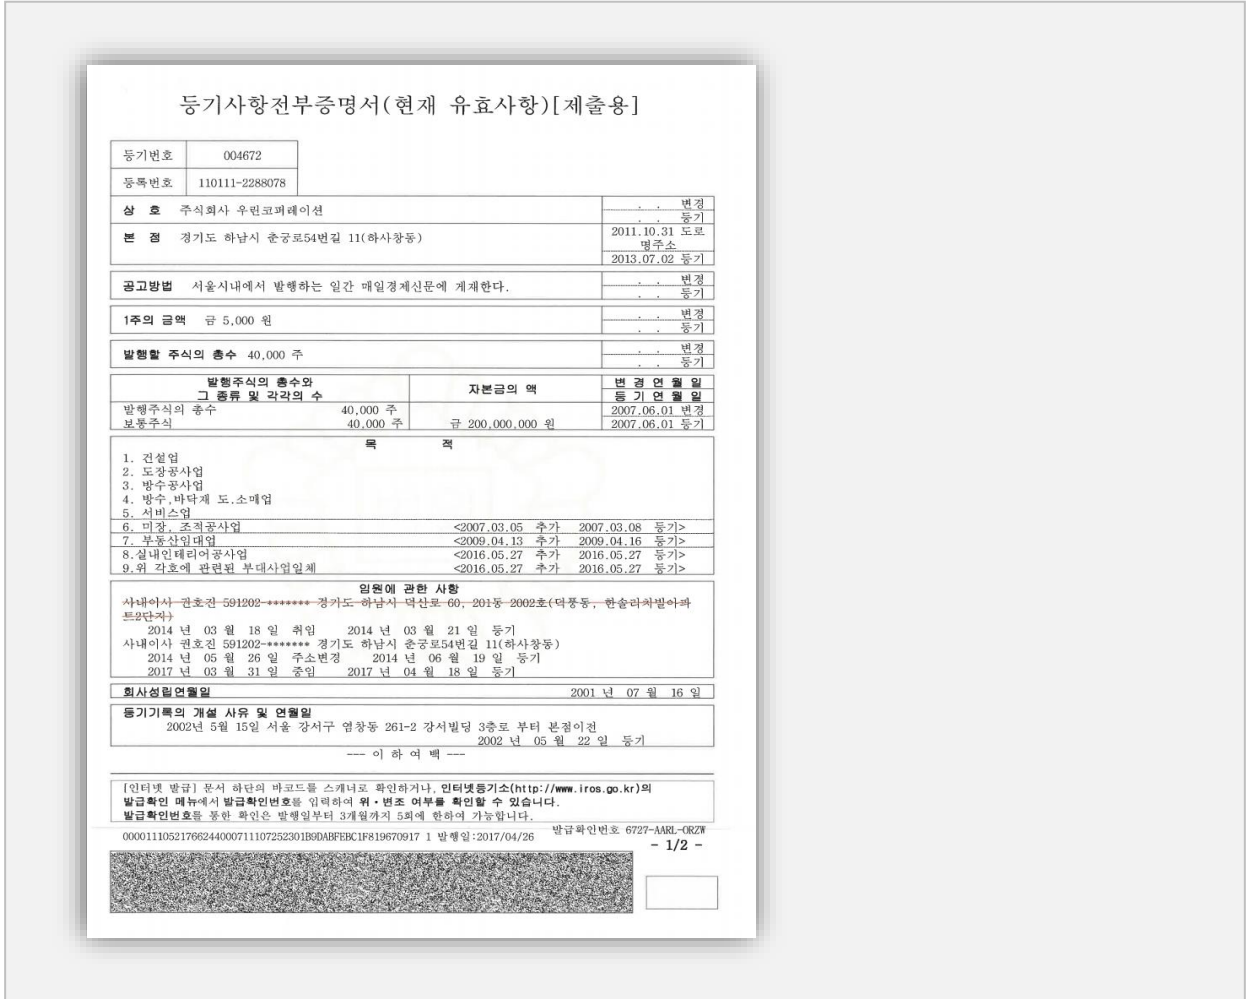 등기사항전부증명서(현재 유효사항)[제출용]
등기번호 004672
등록번호 110111-2288078
상 호 주식회사 우린코퍼레이션 . . 변경
. . 등기
본 점 경기도 하남시 춘궁로54번길 11(하사창동) 2011.10.31 도로
명주소
2013.07.02 등기
공고방법 서울시내에서 발행하는 일간 매일경제신문에 게재한다. . . 변경
. . 등기
1주의 금액 금 5,000 원 . . 변경
. . 등기
발행할 주식의 총수 40,000 주 . . 변경
. . 등기
발행주식의 총수와
그 종류 및 각각의 수 자본금의 액 변 경 연 월 일
등 기 연 월 일
발행주식의 총수 40,000 주 2007.06.01 변경
보통주식 40,000 주 금 200,000,000 원 2007.06.01 등기
목 적
1. 건설업
2. 도장공사업
3. 방수공사업
4. 방수,바닥재 도.소매업
5. 서비스업
6. 미장, 조적공사업 <2007.03.05 추가 2007.03.08 등기>
7. 부동산임대업 <2009.04.13 추가 2009.04.16 등기>
8.실내인테리어공사업 <2016.05.27 추가 2016.05.27 등기>
9.위 각호에 관련된 부대사업일체 <2016.05.27 추가 2016.05.27 등기>
임원에 관한 사항
사내이사 권호진 591202-******* 경기도 하남시 덕산로 60, 201동 2002호(덕풍동, 한솔리치빌아파
트2단지)
2014 년 03 월 18 일 취임 2014 년 03 월 21 일 등기
사내이사 권호진 591202-******* 경기도 하남시 춘궁로54번길 11(하사창동)
2014 년 05 월 26 일 주소변경 2014 년 06 월 19 일 등기
2017 년 03 월 31 일 중임 2017 년 04 월 18 일 등기
회사성립연월일 2001 년 07 월 16 일
등기기록의 개설 사유 및 연월일
2002년 5월 15일 서울 강서구 염창동 261-2 강서빌딩 3층로 부터 본점이전
2002 년 05 월 22 일 등기
--- 이 하 여 백 ---
[인터넷 발급] 문서 하단의 바코드를 스캐너로 확인하거나, 인터넷등기소(http://www.iros.go.kr)의
발급확인 메뉴에서 발급확인번호를 입력하여 위·변조 여부를 확인할 수 있습니다.
발급확인번호를 통한 확인은 발행일부터 3개월까지 5회에 한하여 가능합니다.
발급확인번호 6727-AARL-ORZW
00001110521766244000711107252301B9DABFEBC1F819670917 1 발행일:2017/04/26
- 1/2 -